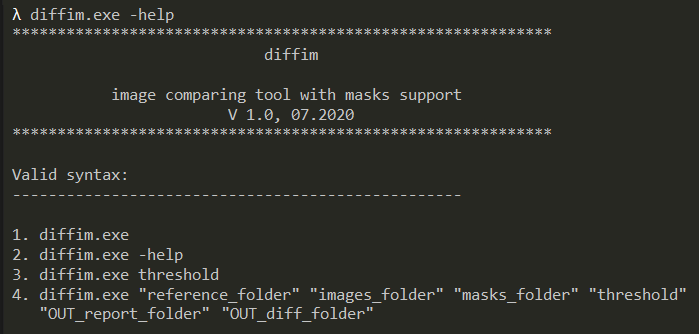 λ diffim.exe -help
************************************************************
diffim
image comparing tool with masks support
V 1.0, 07.2020
************************************************************
Valid syntax:
--------------------------------------------------
1. diffim.exe
2. diffim.exe -help
3. diffim.exe threshold
4. diffim.exe "reference_folder" "images_folder" "masks_folder" "threshold"
"OUT_report_folder" "OUT_diff_folder"